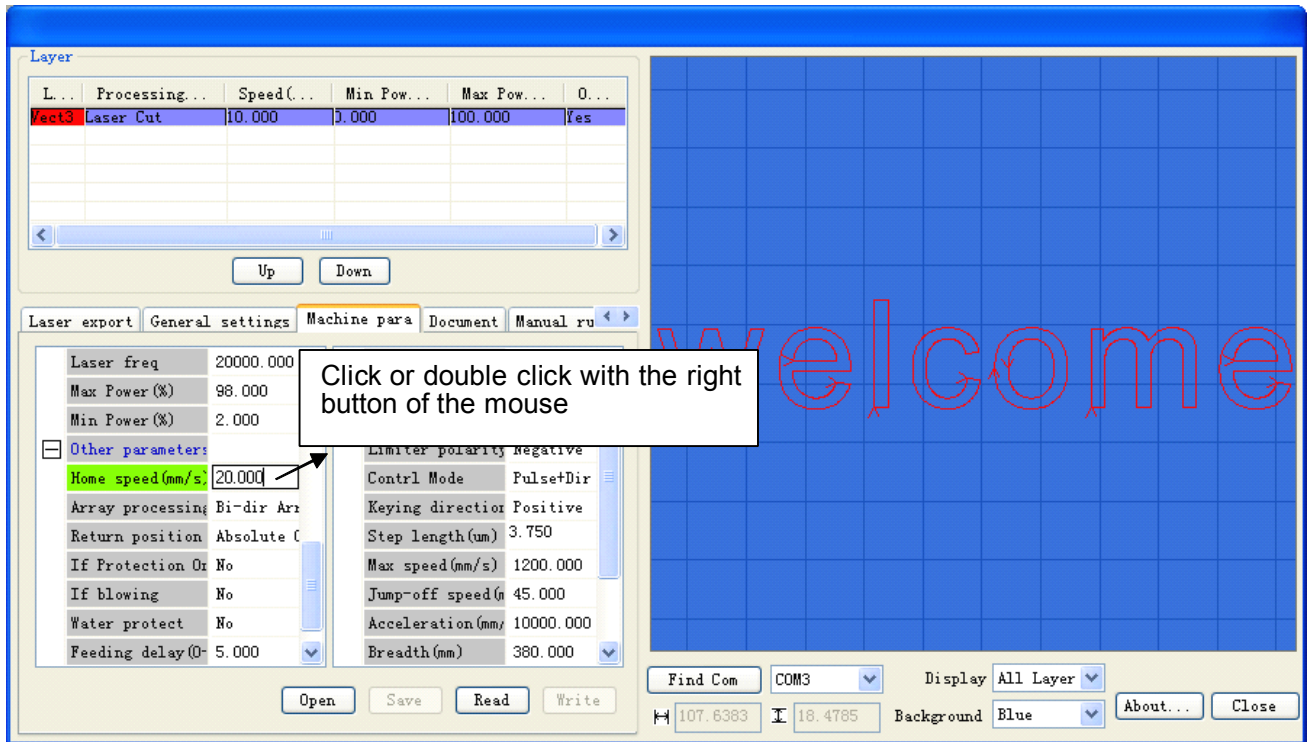 Layer
L... Processing... Speed(... Min Pow... Max Pow... O...
Vect3 Laser Cut 10.000 0.000 100.000 Yes
Up Down
Laser export General settings Machine para Document Manual ru
Laser freq 20000.000
Max Power(%) 98.000
Min Power(%) 2.000
Other parameters
Home speed(mm/s) 20.000
Array processing Bi-dir Arr
Return position Absolute O
If Protection Or No
If blowing No
Water protect No
Feeding delay(0- 5.000
Click or double click with the right
button of the mouse
Limiter polarity Negative
Contrl Mode Pulse+Dir
Keying direction Positive
Step length(um) 3.750
Max speed(mm/s) 1200.000
Jump-off speed(m 45.000
Acceleration(mm/ 10000.000
Breadth(mm) 380.000
Open Save Read Write
welcome
Find Com COM3 Display All Layer
107.6383 18.4785 Background Blue About... Close